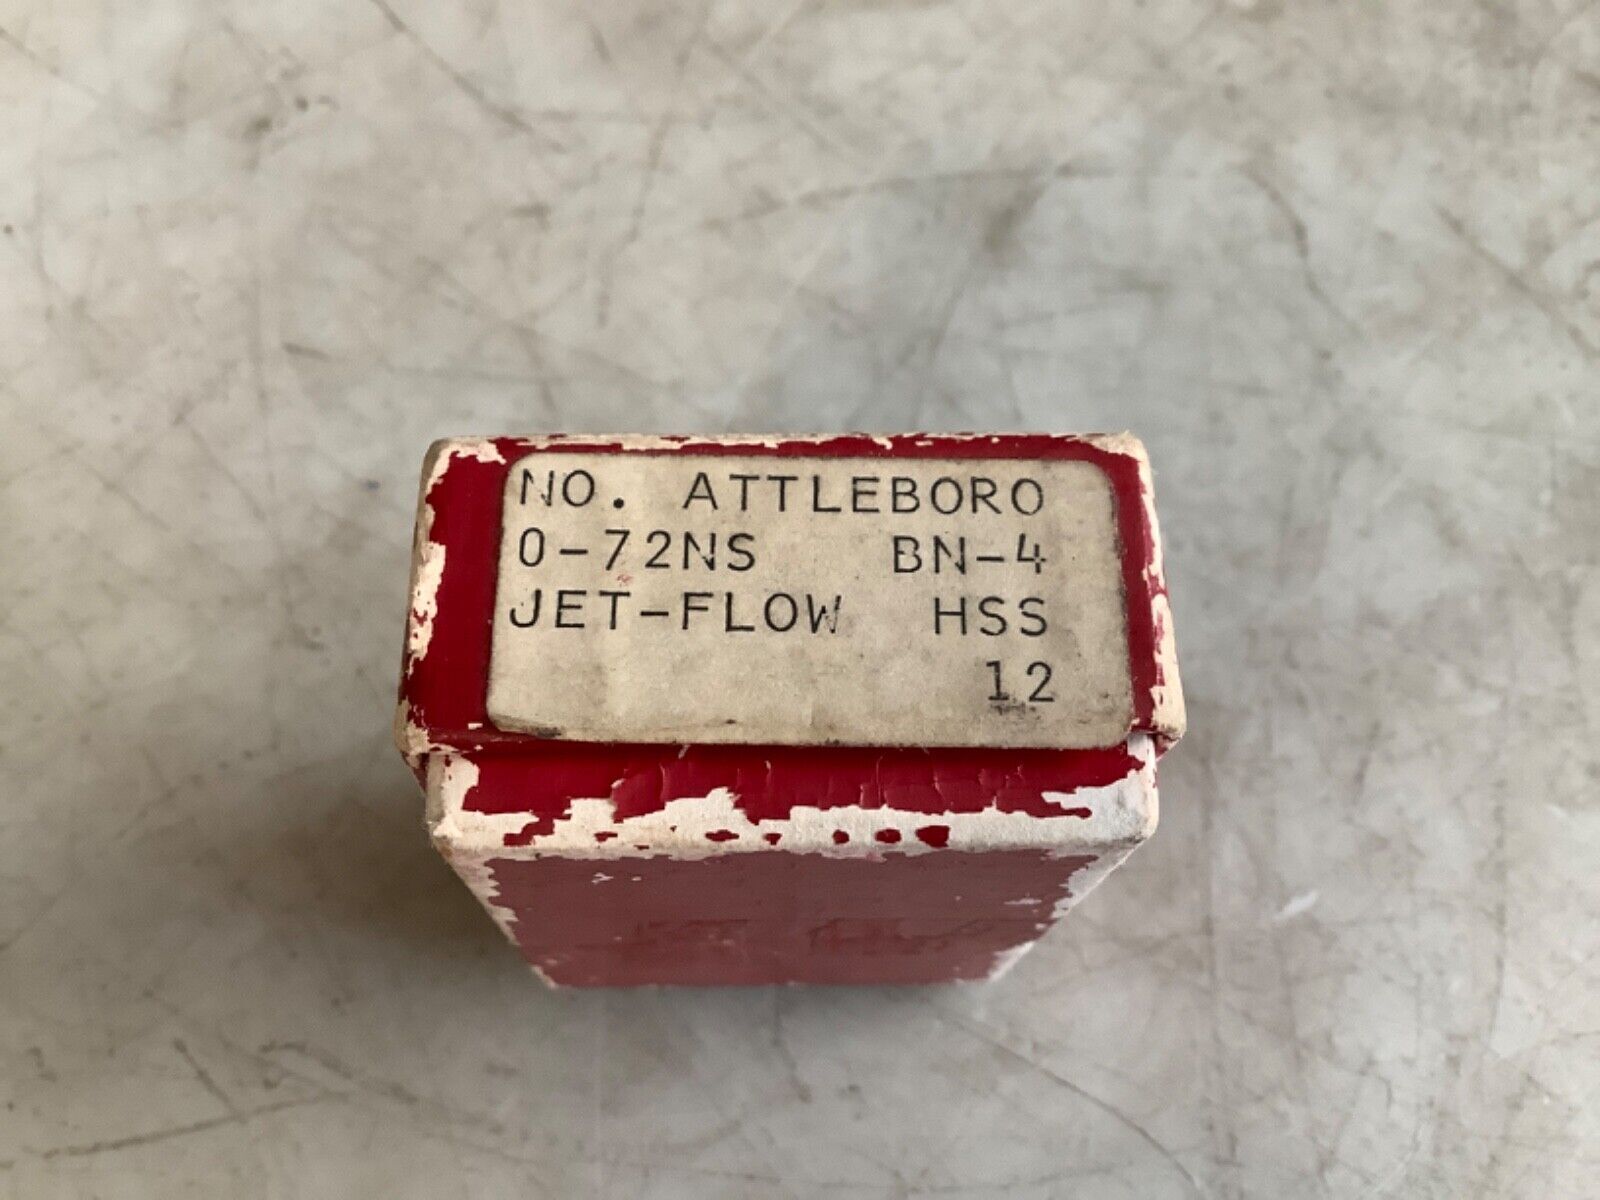 NO. ATTLEBORO
0-72NS BN-4
JET-FLOW HSS
12